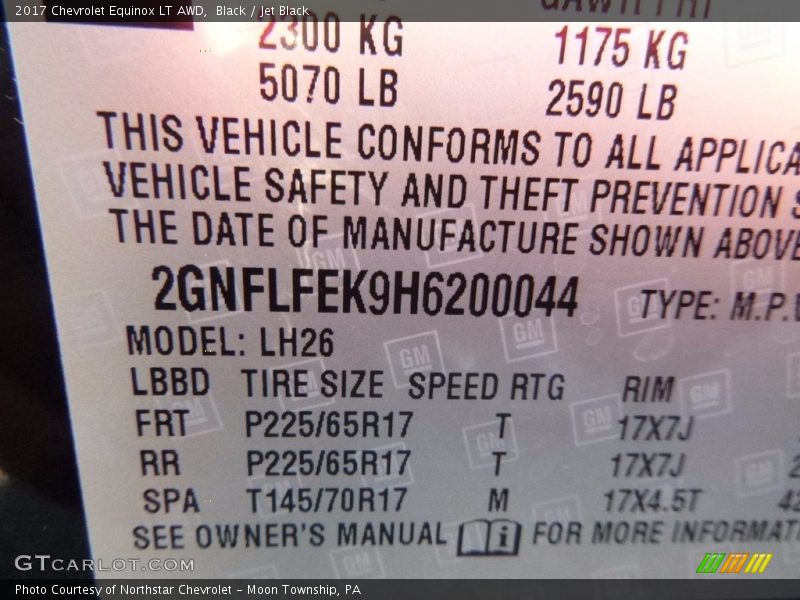 2017 Chevrolet Equinox LT AWD, Black / Jet Black
2300 KG 1175 KG
5070 LB 2590 LB
THIS VEHICLE CONFORMS TO ALL
VEHICLE SAFETY AND THEFT PREVENTION
THE DATE OF MANUFACTURE SHOWN ABOVE
2GNFLFEK9H6200044 TYPE:
MODEL: LH26
LBBD TIRE SIZE SPEED RTG RIM
FRT P225/65R17 T 17X7J
RR P225/65R17 T 17X7J
SPA T145/70R17 M 17X4.5T
SEE OWNER'S MANUAL i FOR MORE
GTCARLOT.COM
Photo Courtesy of Northstar Chevrolet – Moon Township, PA